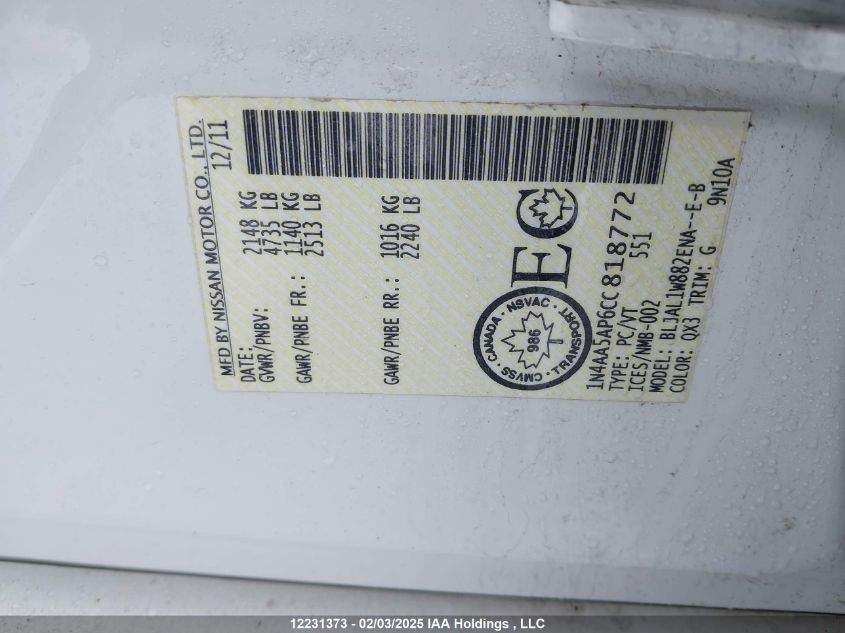 MFD BY NISSAN MOTOR CO., LTD.
DATE: 12/11
GVWR/PNBV: 2148 KG
4735 LB
GAWR/PNBE FR.: 1140 KG
2513 LB
GAWR/PNBE RR.: 1016 KG
2240 LB
CANADA · NSVAC · TRANSPORT · CMVSS ·
986
EC
1N4AA5AP6CC818772
TYPE: PC/VT 551
ICES/NMB-002
MODEL: BLJAL1W882ENA--E-B
COLOR: QX3 TRIM: G 9N10A
12231373 - 02/03/2025 IAA Holdings , LLC